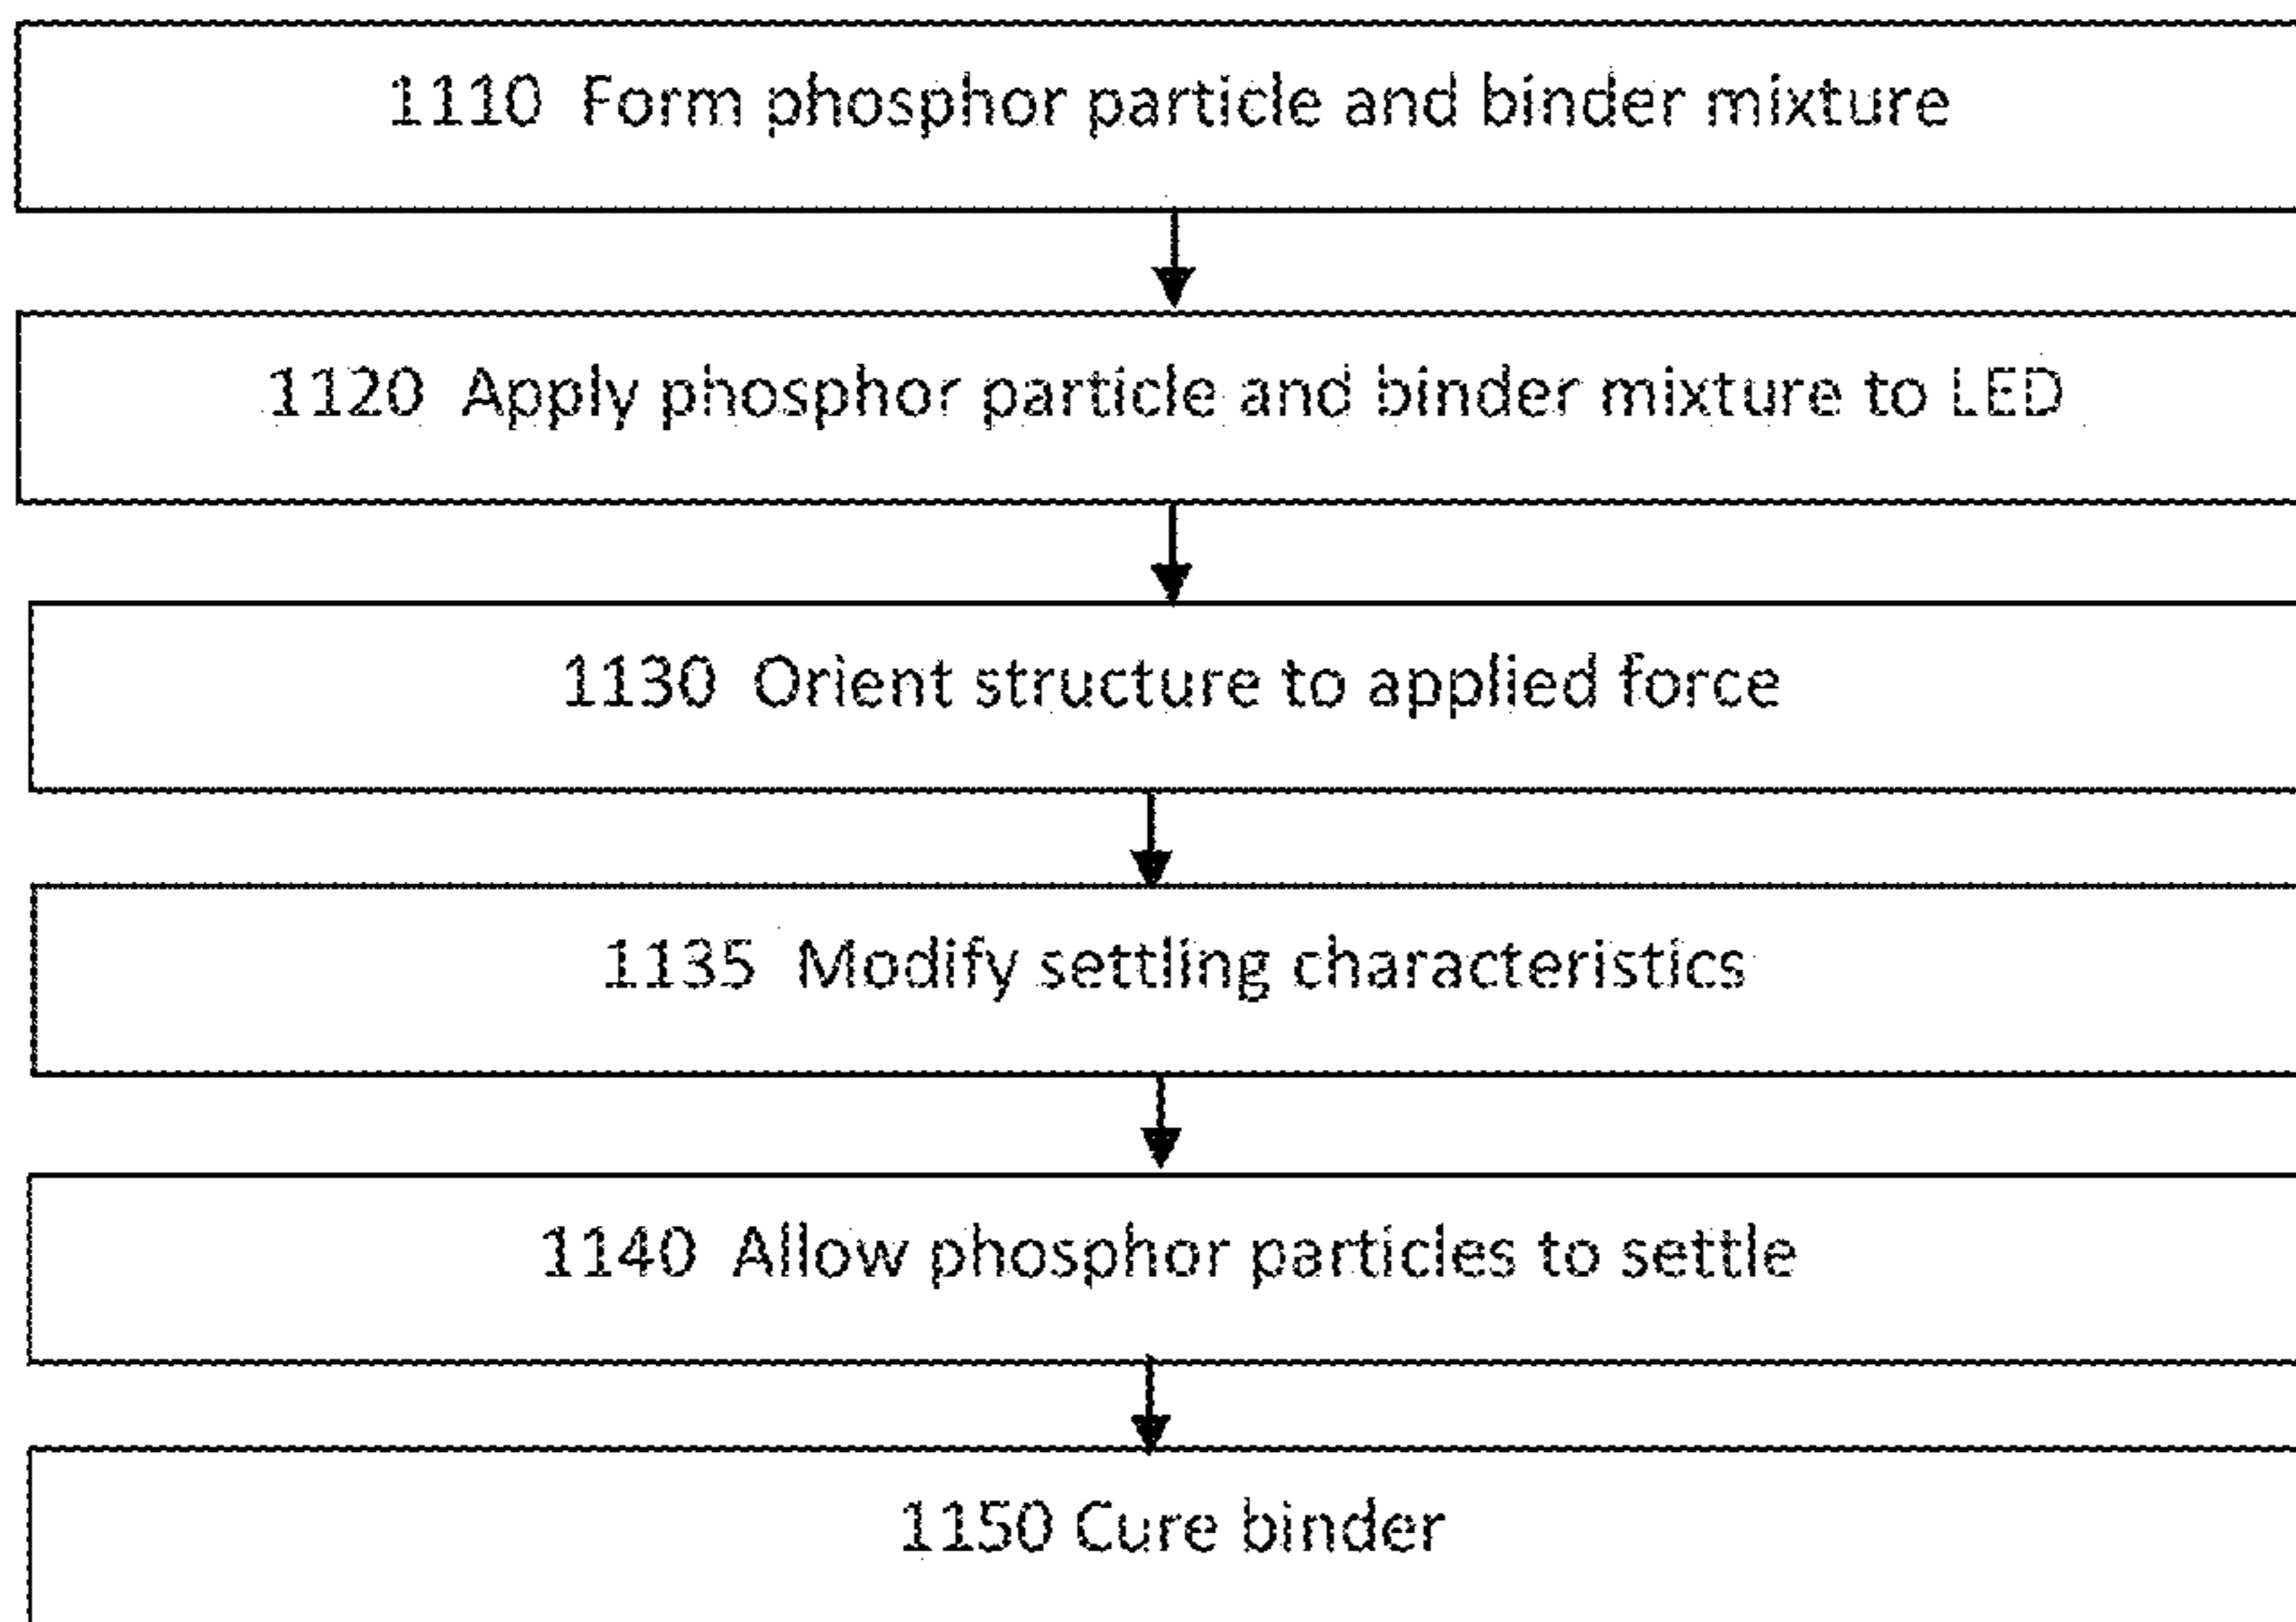 1110 Form phosphor particle and binder mixture
1120 Apply phosphor particle and binder mixture to LED
1130 Orient structure to applied force
1135 Modify settling characteristics
1140 Allow phosphor particles to settle
1150 Cure binder